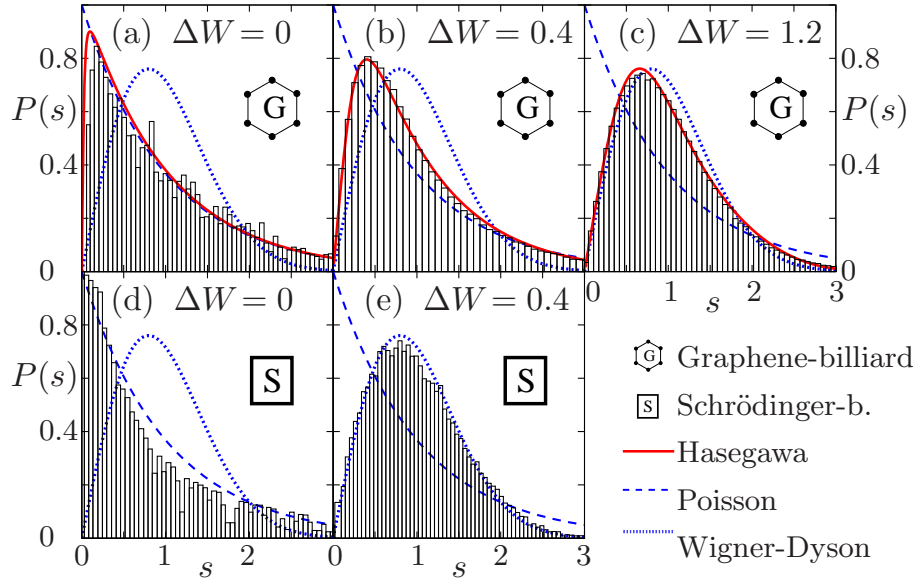 (a) ΔW = 0
(b) ΔW = 0.4
(c) ΔW = 1.2
0.8
P(s)
0.4
0
G
G
G
0.8
P(s)
0.4
0
0 1 s 2 3
(d) ΔW = 0
(e) ΔW = 0.4
0.8
P(s)
0.4
0
S
S
0 1 2 s
0 1 2 s 3
G Graphene-billiard
S Schrödinger-b.
Hasegawa
Poisson
Wigner-Dyson